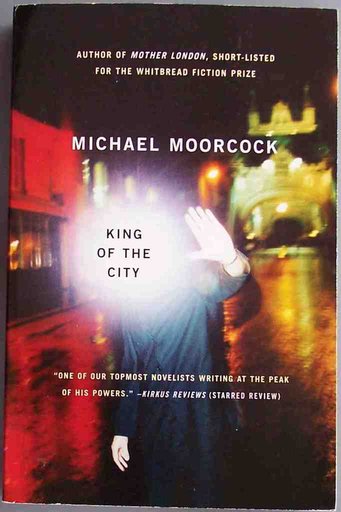 AUTHOR OF MOTHER LONDON, SHORT-LISTED
FOR THE WHITBREAD FICTION PRIZE
MICHAEL MOORCOCK
KING
OF THE
CITY
"ONE OF OUR TOPMOST NOVELISTS WRITING AT THE PEAK
OF HIS POWERS." –KIRKUS REVIEWS (STARRED REVIEW)